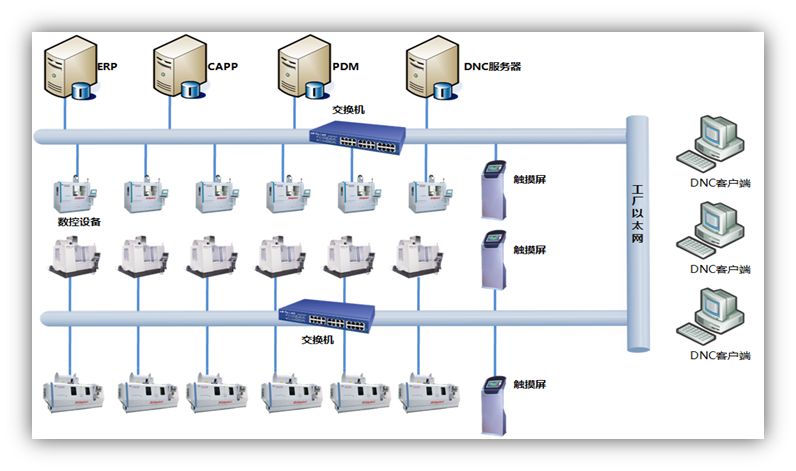 ERP
CAPP
PDM
DNC服务器
交换机
触摸屏
数控设备
触摸屏
工厂以太网
DNC客户端
DNC客户端
DNC客户端
交换机
触摸屏